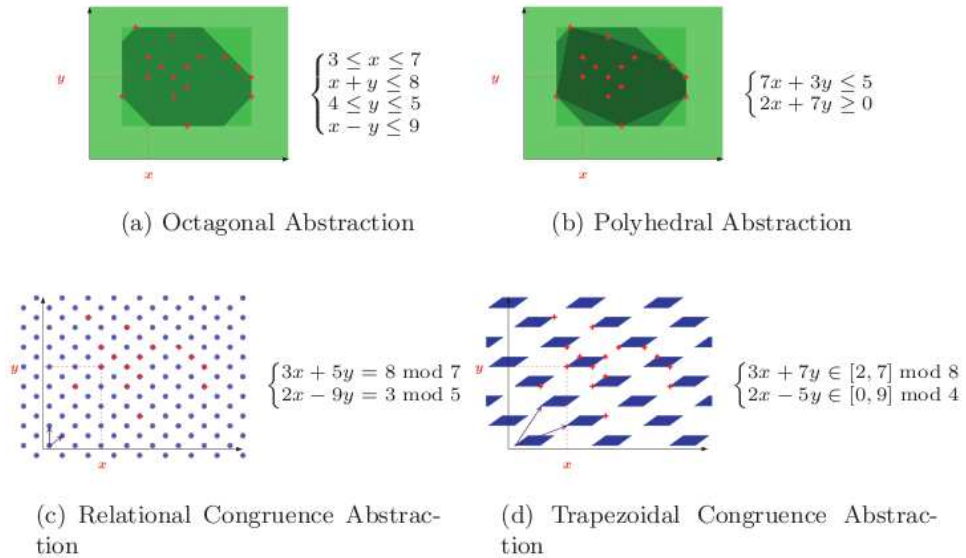 y
x
3 ≤ x ≤ 7
x + y ≤ 8
4 ≤ y ≤ 5
x − y ≤ 9
(a) Octagonal Abstraction
y
x
7x + 3y ≤ 5
2x + 7y ≥ 0
(b) Polyhedral Abstraction
y
x
3x + 5y = 8 mod 7
2x − 9y = 3 mod 5
(c) Relational Congruence Abstrac-
tion
y
x
3x + 7y ∈ [2, 7] mod 8
2x − 5y ∈ [0, 9] mod 4
(d) Trapezoidal Congruence Abstrac-
tion